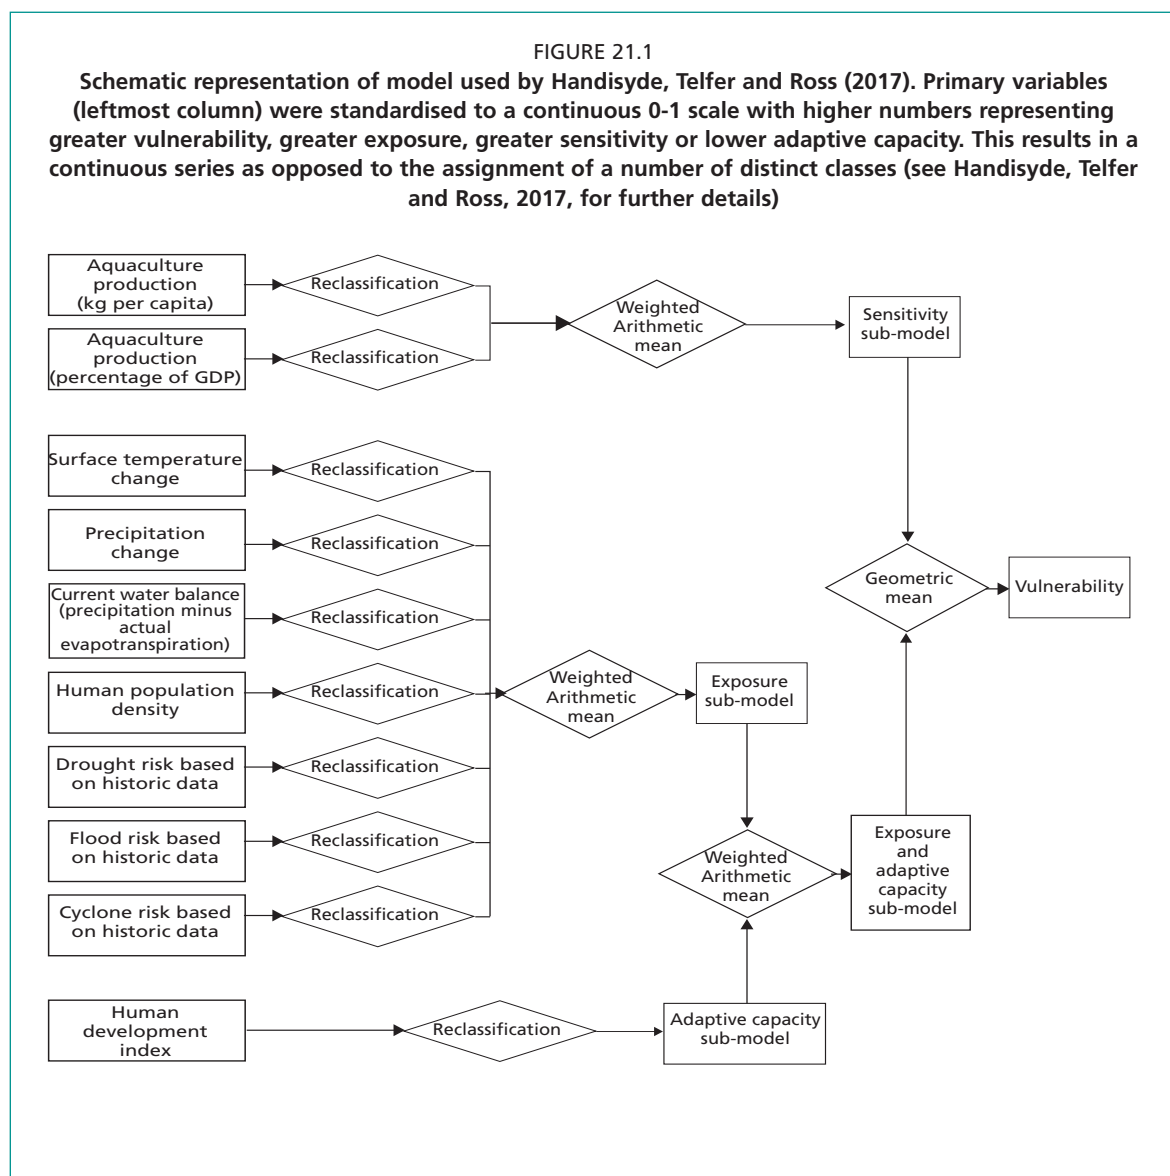 FIGURE 21.1
Schematic representation of model used by Handisyde, Telfer and Ross (2017). Primary variables
(leftmost column) were standardised to a continuous 0-1 scale with higher numbers representing
greater vulnerability, greater exposure, greater sensitivity or lower adaptive capacity. This results in a
continuous series as opposed to the assignment of a number of distinct classes (see Handisyde, Telfer
and Ross, 2017, for further details)
Aquaculture
production
(kg per capita)
Reclassification
Aquaculture
production
(percentage of GDP)
Reclassification
Weighted
Arithmetic
mean
Sensitivity
sub-model
Surface temperature
change
Reclassification
Precipitation
change
Reclassification
Current water balance
(precipitation minus
actual
evapotranspiration)
Reclassification
Human population
density
Reclassification
Drought risk based
on historic data
Reclassification
Flood risk based
on historic data
Reclassification
Cyclone risk based
on historic data
Reclassification
Weighted
Arithmetic
mean
Exposure
sub-model
Human
development
index
Reclassification
Adaptive capacity
sub-model
Weighted
Arithmetic
mean
Exposure
and
adaptive
capacity
sub-model
Geometric
mean
Vulnerability